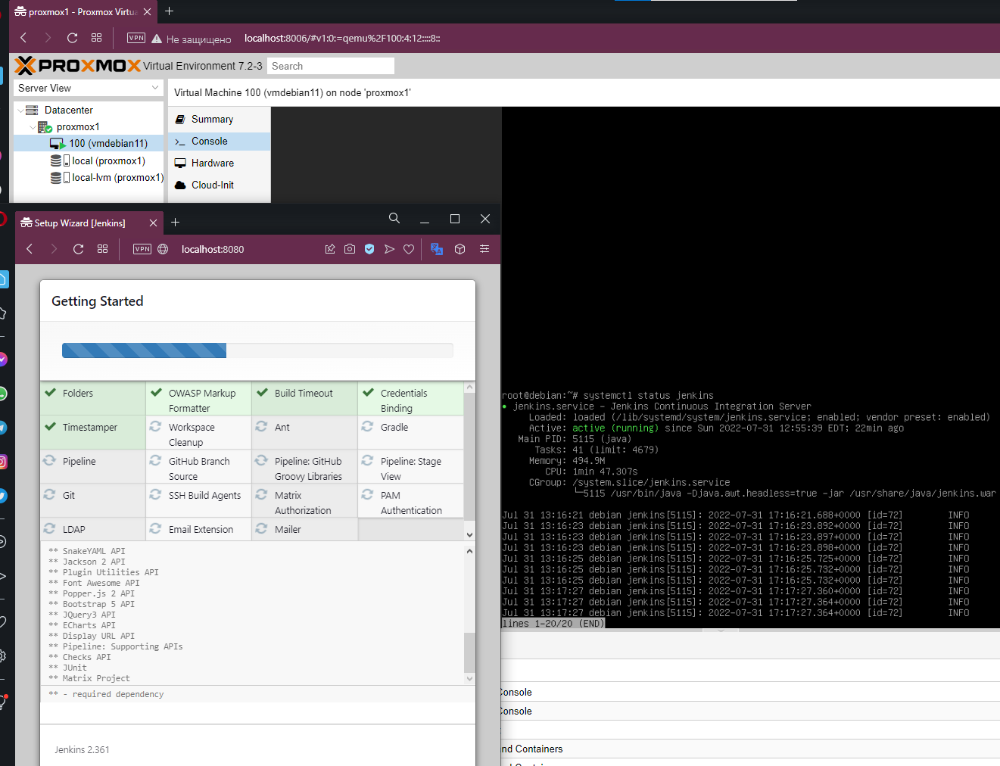 proxmox1 - Proxmox Virtu
VPN Не защищено localhost:8006/#v1:0:=qemu%2F100:4:12::::8::
PROXMOX Virtual Environment 7.2-3 Search
Server View
Virtual Machine 100 (vmdebian11) on node 'proxmox1'
Datacenter
proxmox1
100 (vmdebian11)
local (proxmox1)
local-lvm (proxmox1)
Summary
Console
Hardware
Cloud-Init
Setup Wizard [Jenkins]
VPN localhost:8080
Getting Started
Folders
OWASP Markup Formatter
Build Timeout
Credentials Binding
Timestamper
Workspace Cleanup
Ant
Gradle
Pipeline
GitHub Branch Source
Pipeline: GitHub Groovy Libraries
Pipeline: Stage View
Git
SSH Build Agents
Matrix Authorization
PAM Authentication
LDAP
Email Extension
Mailer
** SnakeYAML API
** Jackson 2 API
** Plugin Utilities API
** Font Awesome API
** Popper.js 2 API
** Bootstrap 5 API
** JQuery3 API
** ECharts API
** Display URL API
** Pipeline: Supporting APIs
** Checks API
** JUnit
** Matrix Project
** - required dependency
Jenkins 2.361
root@debian:~# systemctl status jenkins
● jenkins.service - Jenkins Continuous Integration Server
Loaded: loaded (/lib/systemd/system/jenkins.service; enabled; vendor preset: enabled)
Active: active (running) since Sun 2022-07-31 12:55:39 EDT; 22min ago
Main PID: 5115 (java)
Tasks: 41 (limit: 4679)
Memory: 494.9M
CPU: 1min 47.307s
CGroup: /system.slice/jenkins.service
└─5115 /usr/bin/java -Djava.awt.headless=true -jar /usr/share/java/jenkins.war
Jul 31 13:16:21 debian jenkins[5115]: 2022-07-31 17:16:21.688+0000 [id=72] INFO
Jul 31 13:16:23 debian jenkins[5115]: 2022-07-31 17:16:23.892+0000 [id=72] INFO
Jul 31 13:16:23 debian jenkins[5115]: 2022-07-31 17:16:23.897+0000 [id=72] INFO
Jul 31 13:16:23 debian jenkins[5115]: 2022-07-31 17:16:23.898+0000 [id=72] INFO
Jul 31 13:16:25 debian jenkins[5115]: 2022-07-31 17:16:25.725+0000 [id=72] INFO
Jul 31 13:16:25 debian jenkins[5115]: 2022-07-31 17:16:25.732+0000 [id=72] INFO
Jul 31 13:16:25 debian jenkins[5115]: 2022-07-31 17:16:25.732+0000 [id=72] INFO
Jul 31 13:17:27 debian jenkins[5115]: 2022-07-31 17:17:27.360+0000 [id=72] INFO
Jul 31 13:17:27 debian jenkins[5115]: 2022-07-31 17:17:27.364+0000 [id=72] INFO
Jul 31 13:17:27 debian jenkins[5115]: 2022-07-31 17:17:27.364+0000 [id=72] INFO
lines 1-20/20 (END)
Console
Console
nd Containers